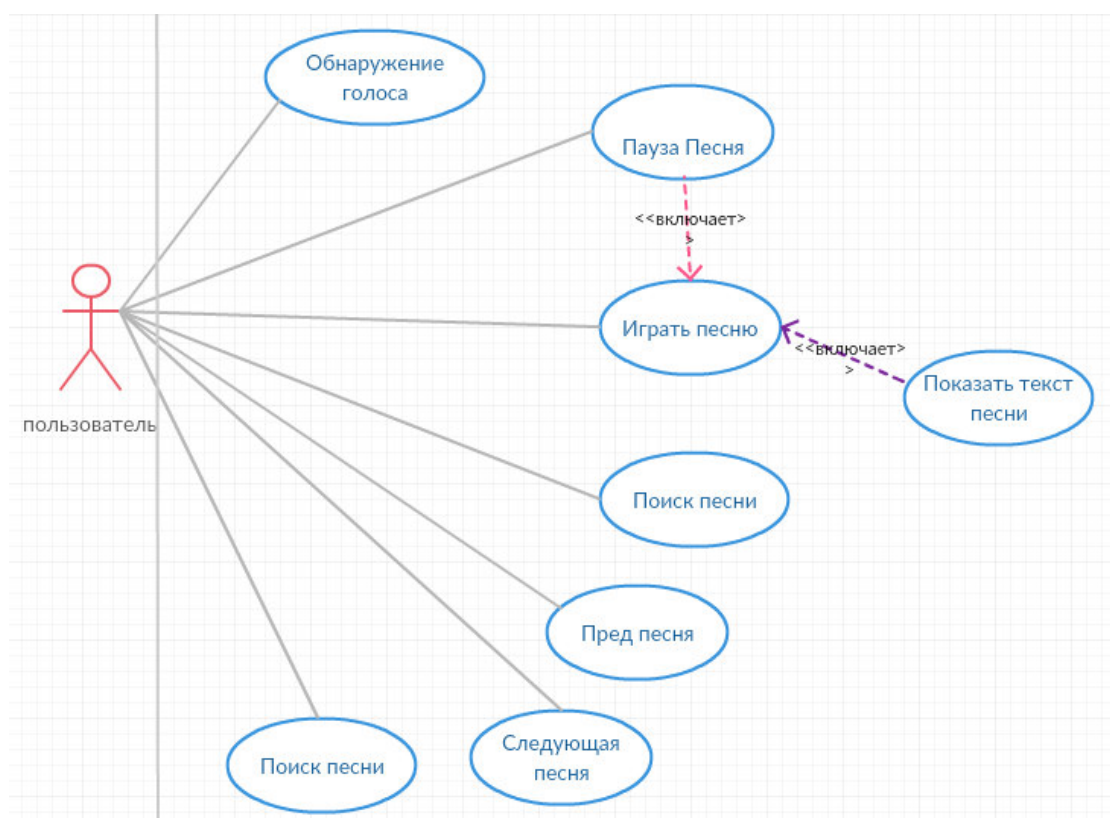 Обнаружение
голоса
Пауза Песня
<<включает>
>
Играть песню
<<включает>
>
Показать текст
песни
пользователь
Поиск песни
Пред песня
Следующая
песня
Поиск песни